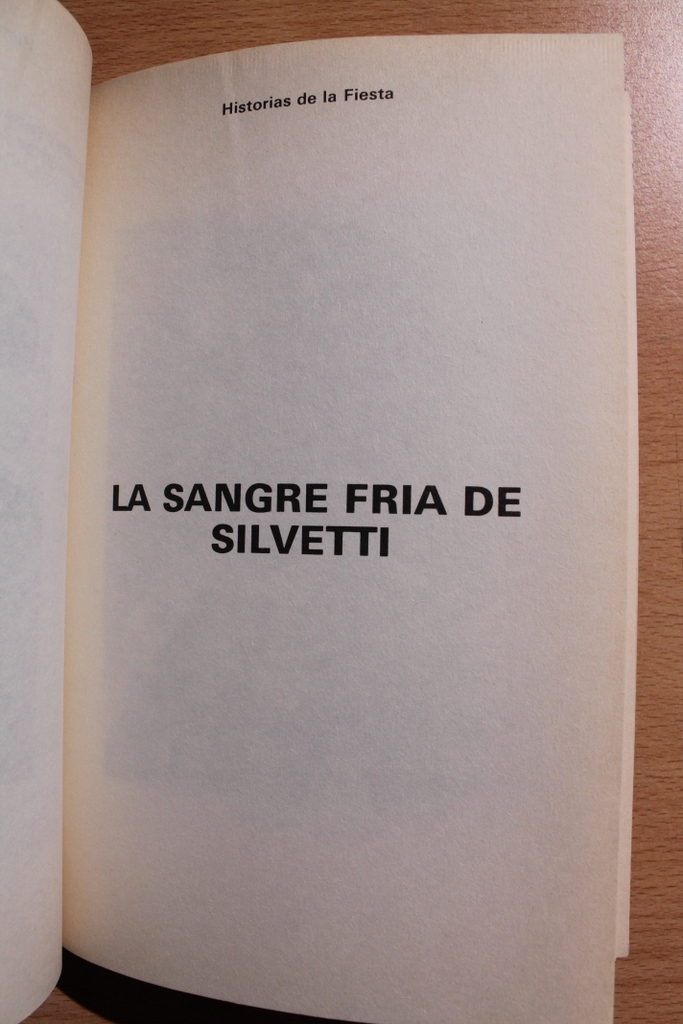 Historias de la Fiesta
LA SANGRE FRIA DE
SILVETTI